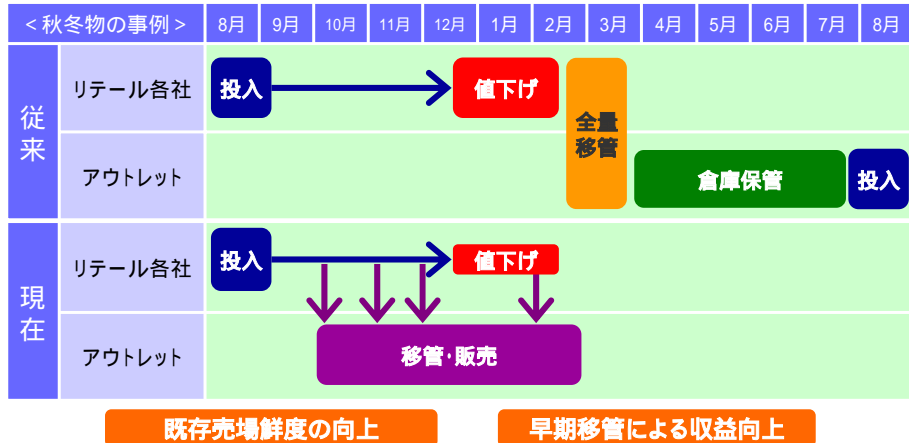 <秋冬物の事例> 8月 9月 10月 11月 12月 1月 2月 3月 4月 5月 6月 7月 8月
従来
リテール各社
投入
値下げ
全量
移管
アウトレット
倉庫保管
投入
現在
リテール各社
投入
値下げ
アウトレット
移管・販売
既存売場鮮度の向上
早期移管による収益向上